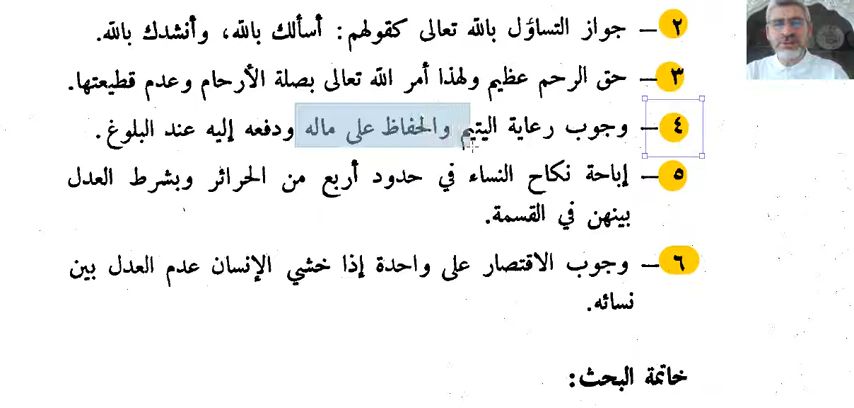 ٢ – جواز التساؤل بالله تعالى كقولهم: أسألك بالله، وأنشدك بالله.
٣ – حق الرحم عظيم ولهذا أمر الله تعالى بصلة الأرحام وعدم قطيعتها.
٤ – وجوب رعاية اليتيم والحفاظ على ماله ودفعه إليه عند البلوغ.
٥ – إباحة نكاح النساء في حدود أربع من الحرائر وبشرط العدل
بينهن في القسمة.
٦ – وجوب الاقتصار على واحدة إذا خشي الإنسان عدم العدل بين
نسائه.
خاتمة البحث: